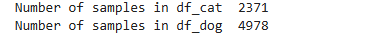 Number of samples in df_cat  2371
Number of samples in df_dog  4978